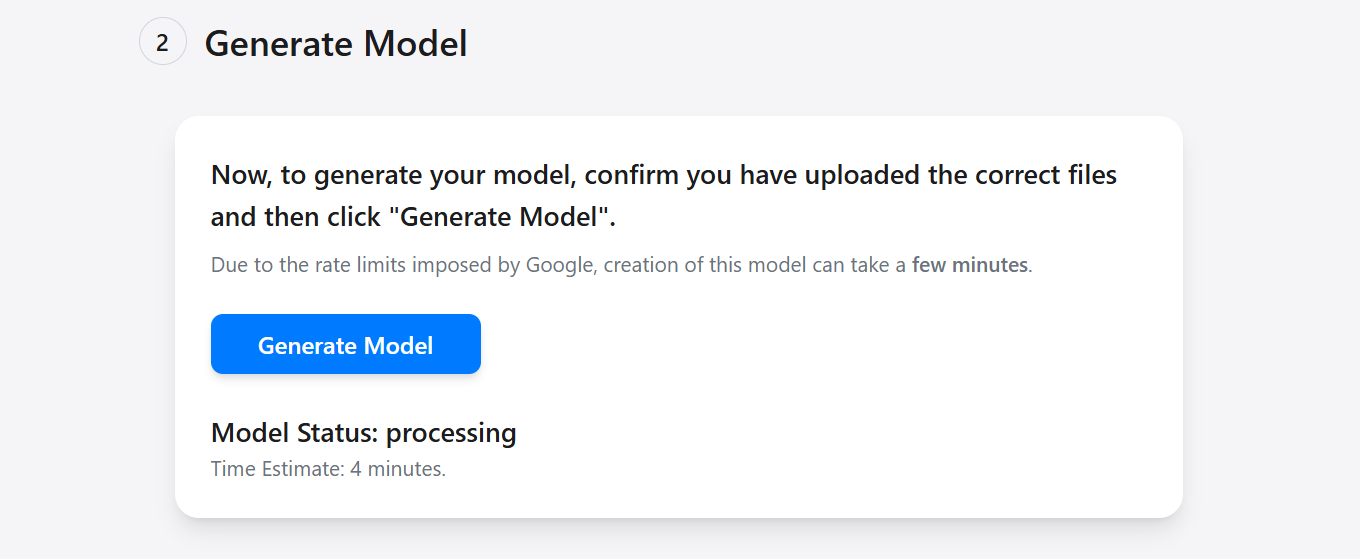 2 Generate Model
Now, to generate your model, confirm you have uploaded the correct files
and then click "Generate Model".
Due to the rate limits imposed by Google, creation of this model can take a few minutes.
Generate Model
Model Status: processing
Time Estimate: 4 minutes.